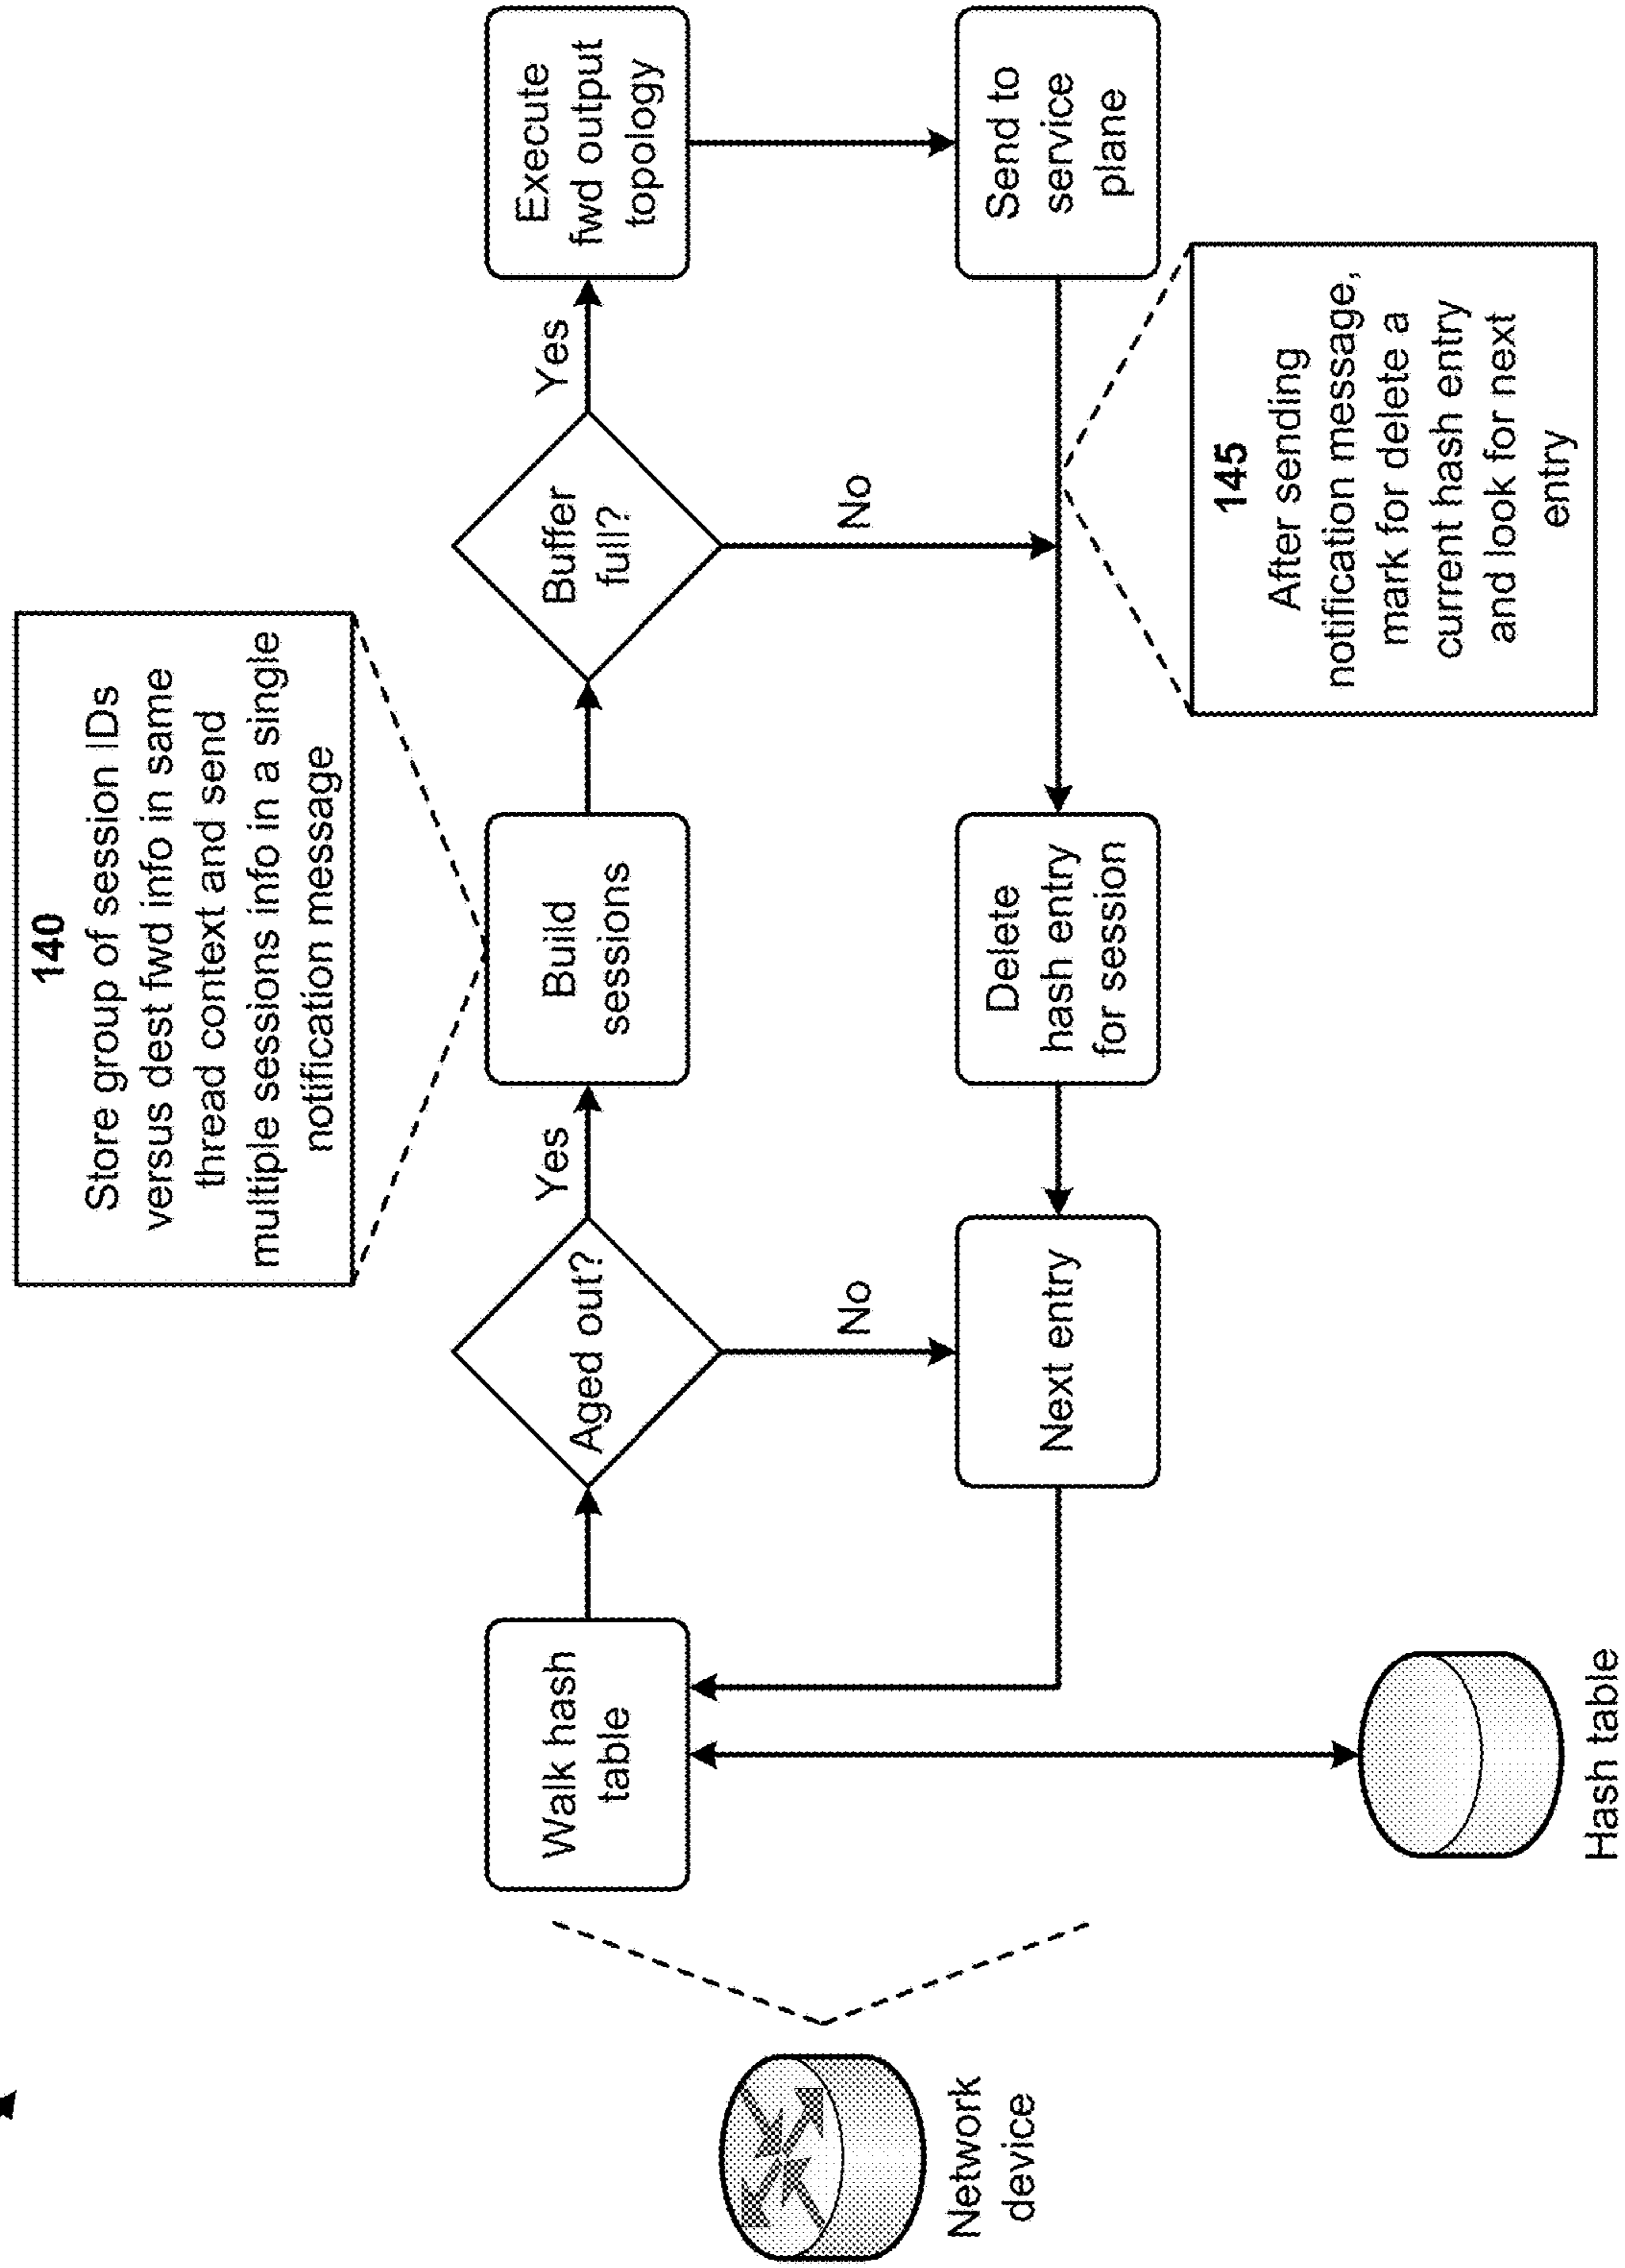 140
Store group of session IDs
versus dest fwd info in same
thread context and send
multiple sessions info in a single
notification message
Walk hash
table
Aged out?
Yes
Build
sessions
Buffer
full?
Yes
Execute
fwd output
topology
No
No
Network
device
Next entry
Delete
hash entry
for session
Send to
service
plane
145
After sending
notification message,
mark for delete a
current hash entry
and look for next
entry
Hash table